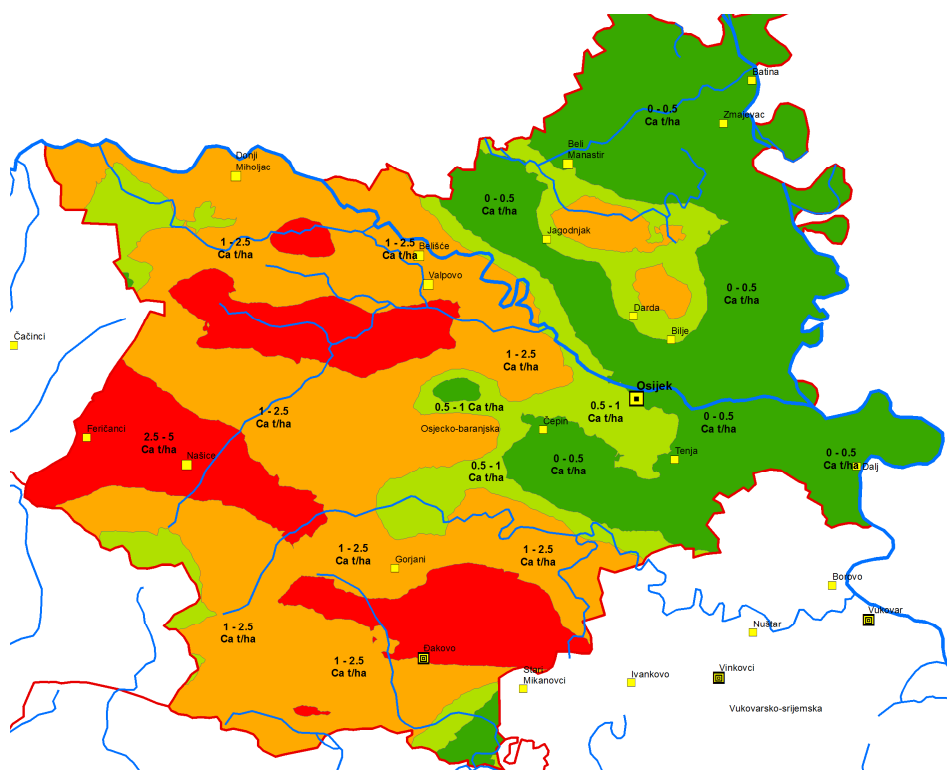 Batina
0 - 0.5
Ca t/ha
Zmajevac
Beli
Manastir
Donji
Miholjac
0 - 0.5
Ca t/ha
Jagodnjak
1 - 2.5
Ca t/ha
1 - 2.5
Ca t/ha
Belišće
Valpovo
0 - 0.5
Ca t/ha
Darda
Bilje
Čačinci
1 - 2.5
Ca t/ha
Osijek
0.5 - 1 Ca t/ha
0.5 - 1
Ca t/ha
1 - 2.5
Ca t/ha
0 - 0.5
Ca t/ha
Čepin
Osjecko-baranjska
Feričanci
2.5 - 5
Ca t/ha
Našice
Tenja
0 - 0.5
Ca t/ha
0 - 0.5
Ca t/ha
Dalj
0.5 - 1
Ca t/ha
1 - 2.5
Ca t/ha
1 - 2.5
Ca t/ha
Gorjani
Borovo
Vukovar
Nuštar
1 - 2.5
Ca t/ha
Đakovo
1 - 2.5
Ca t/ha
Stari
Mikanovci
Ivankovo
Vinkovci
Vukovarsko-srijemska